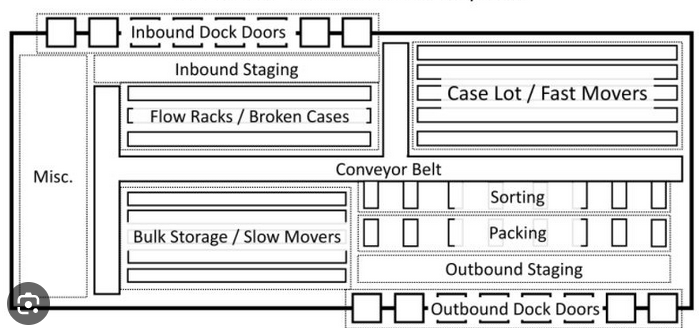 Inbound Dock Doors
Inbound Staging
Flow Racks / Broken Cases
Case Lot / Fast Movers
Conveyor Belt
Misc.
Sorting
Bulk Storage / Slow Movers
Packing
Outbound Staging
Outbound Dock Doors